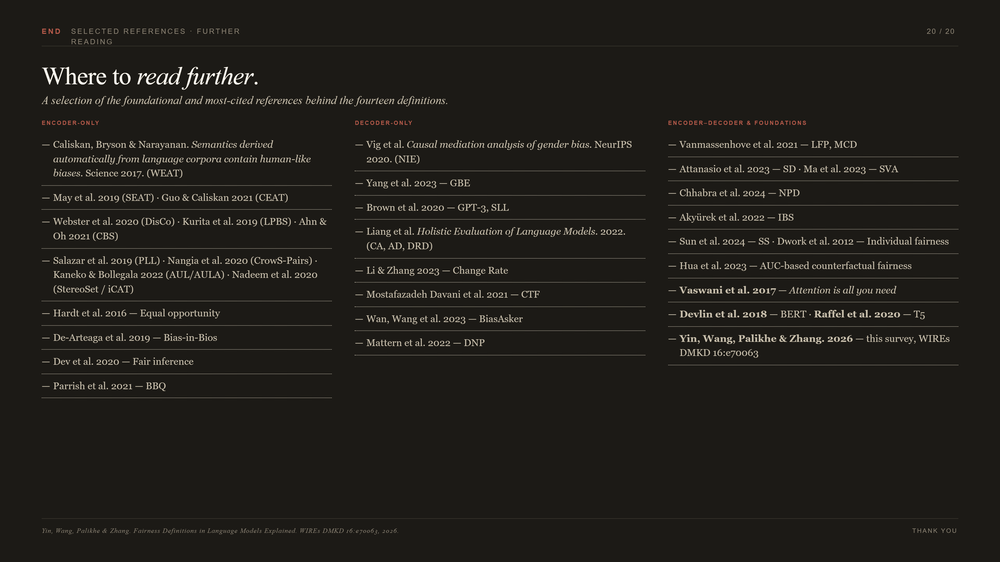 END SELECTED REFERENCES · FURTHER
READING
20 / 20
Where to read further.
A selection of the foundational and most-cited references behind the fourteen definitions.
ENCODER-ONLY
— Caliskan, Bryson & Narayanan. Semantics derived
automatically from language corpora contain human-like
biases. Science 2017. (WEAT)
— May et al. 2019 (SEAT) · Guo & Caliskan 2021 (CEAT)
— Webster et al. 2020 (DisCo) · Kurita et al. 2019 (LPBS) · Ahn &
Oh 2021 (CBS)
— Salazar et al. 2019 (PLL) · Nangia et al. 2020 (CrowS-Pairs) ·
Kaneko & Bollegala 2022 (AUL/AULA) · Nadeem et al. 2020
(StereoSet / iCAT)
— Hardt et al. 2016 — Equal opportunity
— De-Arteaga et al. 2019 — Bias-in-Bios
— Dev et al. 2020 — Fair inference
— Parrish et al. 2021 — BBQ
DECODER-ONLY
— Vig et al. Causal mediation analysis of gender bias. NeurIPS
2020. (NIE)
— Yang et al. 2023 — GBE
— Brown et al. 2020 — GPT-3, SLL
— Liang et al. Holistic Evaluation of Language Models. 2022.
(CA, AD, DRD)
— Li & Zhang 2023 — Change Rate
— Mostafazadeh Davani et al. 2021 — CTF
— Wan, Wang et al. 2023 — BiasAsker
— Mattern et al. 2022 — DNP
ENCODER–DECODER & FOUNDATIONS
— Vanmassenhove et al. 2021 — LFP, MCD
— Attanasio et al. 2023 — SD · Ma et al. 2023 — SVA
— Chhabra et al. 2024 — NPD
— Akyürek et al. 2022 — IBS
— Sun et al. 2024 — SS · Dwork et al. 2012 — Individual fairness
— Hua et al. 2023 — AUC-based counterfactual fairness
— Vaswani et al. 2017 — Attention is all you need
— Devlin et al. 2018 — BERT · Raffel et al. 2020 — T5
— Yin, Wang, Palikhe & Zhang. 2026 — this survey, WIREs
DMKD 16:e70063
Yin, Wang, Palikhe & Zhang. Fairness Definitions in Language Models Explained. WIREs DMKD 16:e70063, 2026.
THANK YOU